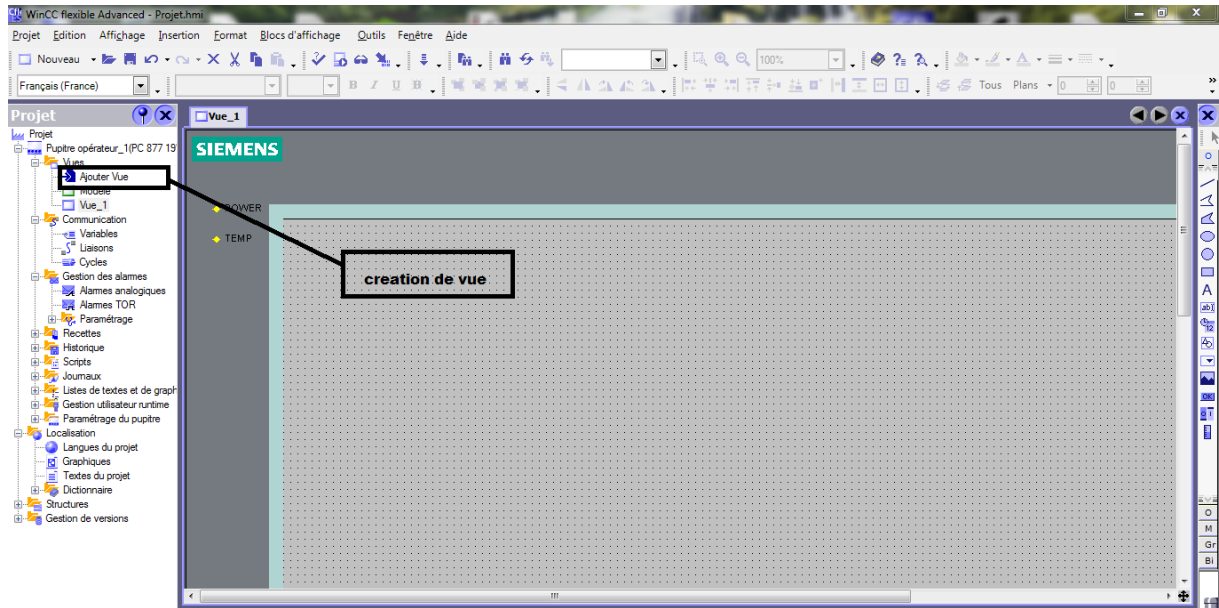 WinCC flexible Advanced - Projet.hmi
Projet Edition Affichage Insertion Format Blocs d'affichage Outils Fenêtre Aide
Nouveau 100%
Français (France) B I U B Tous Plans 0 0
Projet
Vue_1
Projet
Pupitre opérateur_1(PC 877 19
Vues
Ajouter Vue
Modèle
Vue_1
Communication
Variables
Liaisons
Cycles
Gestion des alarmes
Alarmes analogiques
Alarmes TOR
Paramétrage
Recettes
Historique
Scripts
Journaux
Listes de textes et de graph
Gestion utilisateur runtime
Paramétrage du pupitre
Localisation
Langues du projet
Graphiques
Textes du projet
Dictionnaire
Structures
Gestion de versions
SIEMENS
POWER
TEMP
creation de vue
O
A
ab
12
OK
O
M
Gr
Bi